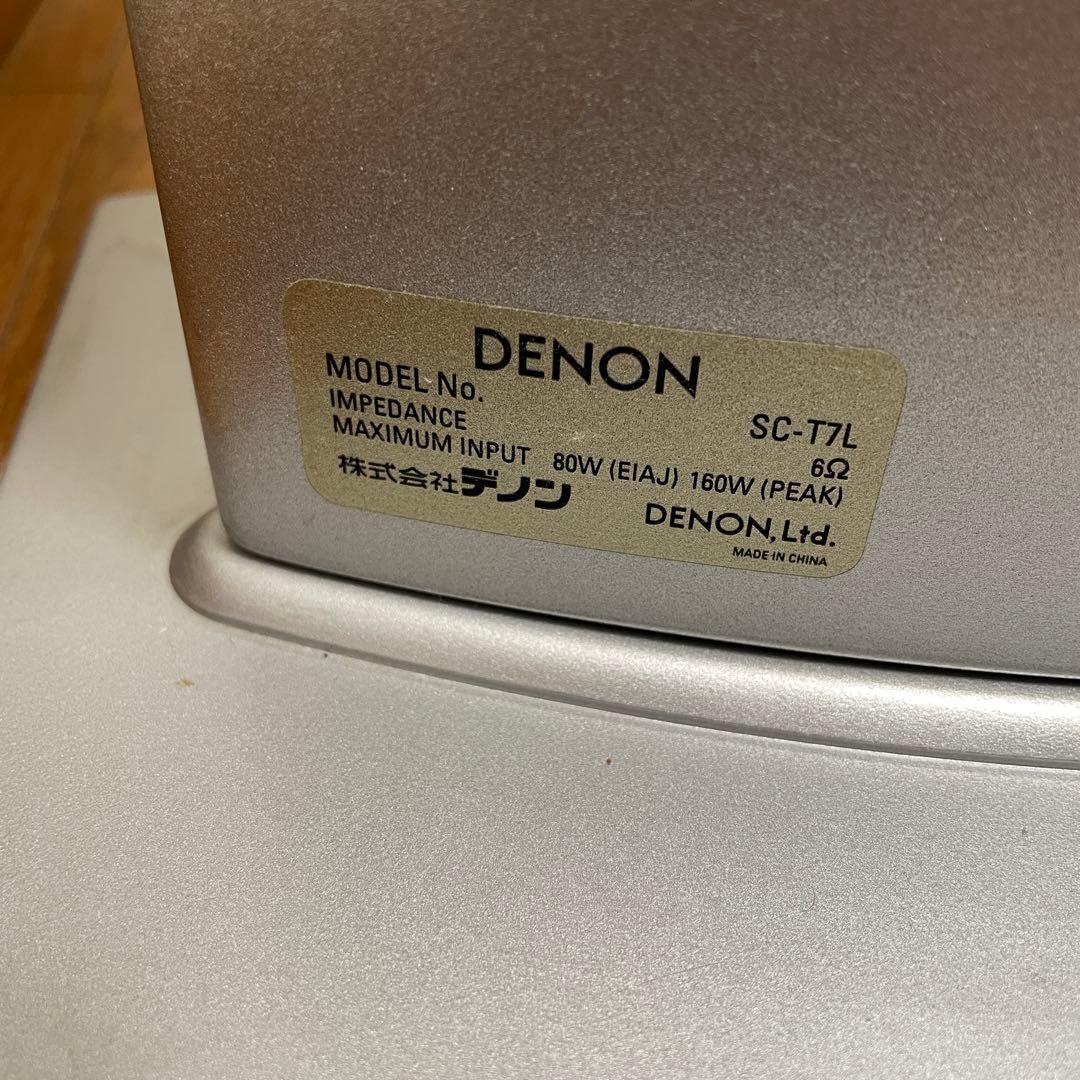 DENON
MODEL No. SC-T7L
IMPEDANCE 6Ω
MAXIMUM INPUT 80W (EIAJ) 160W (PEAK)
株式会社デノン DENON, Ltd.
MADE IN CHINA